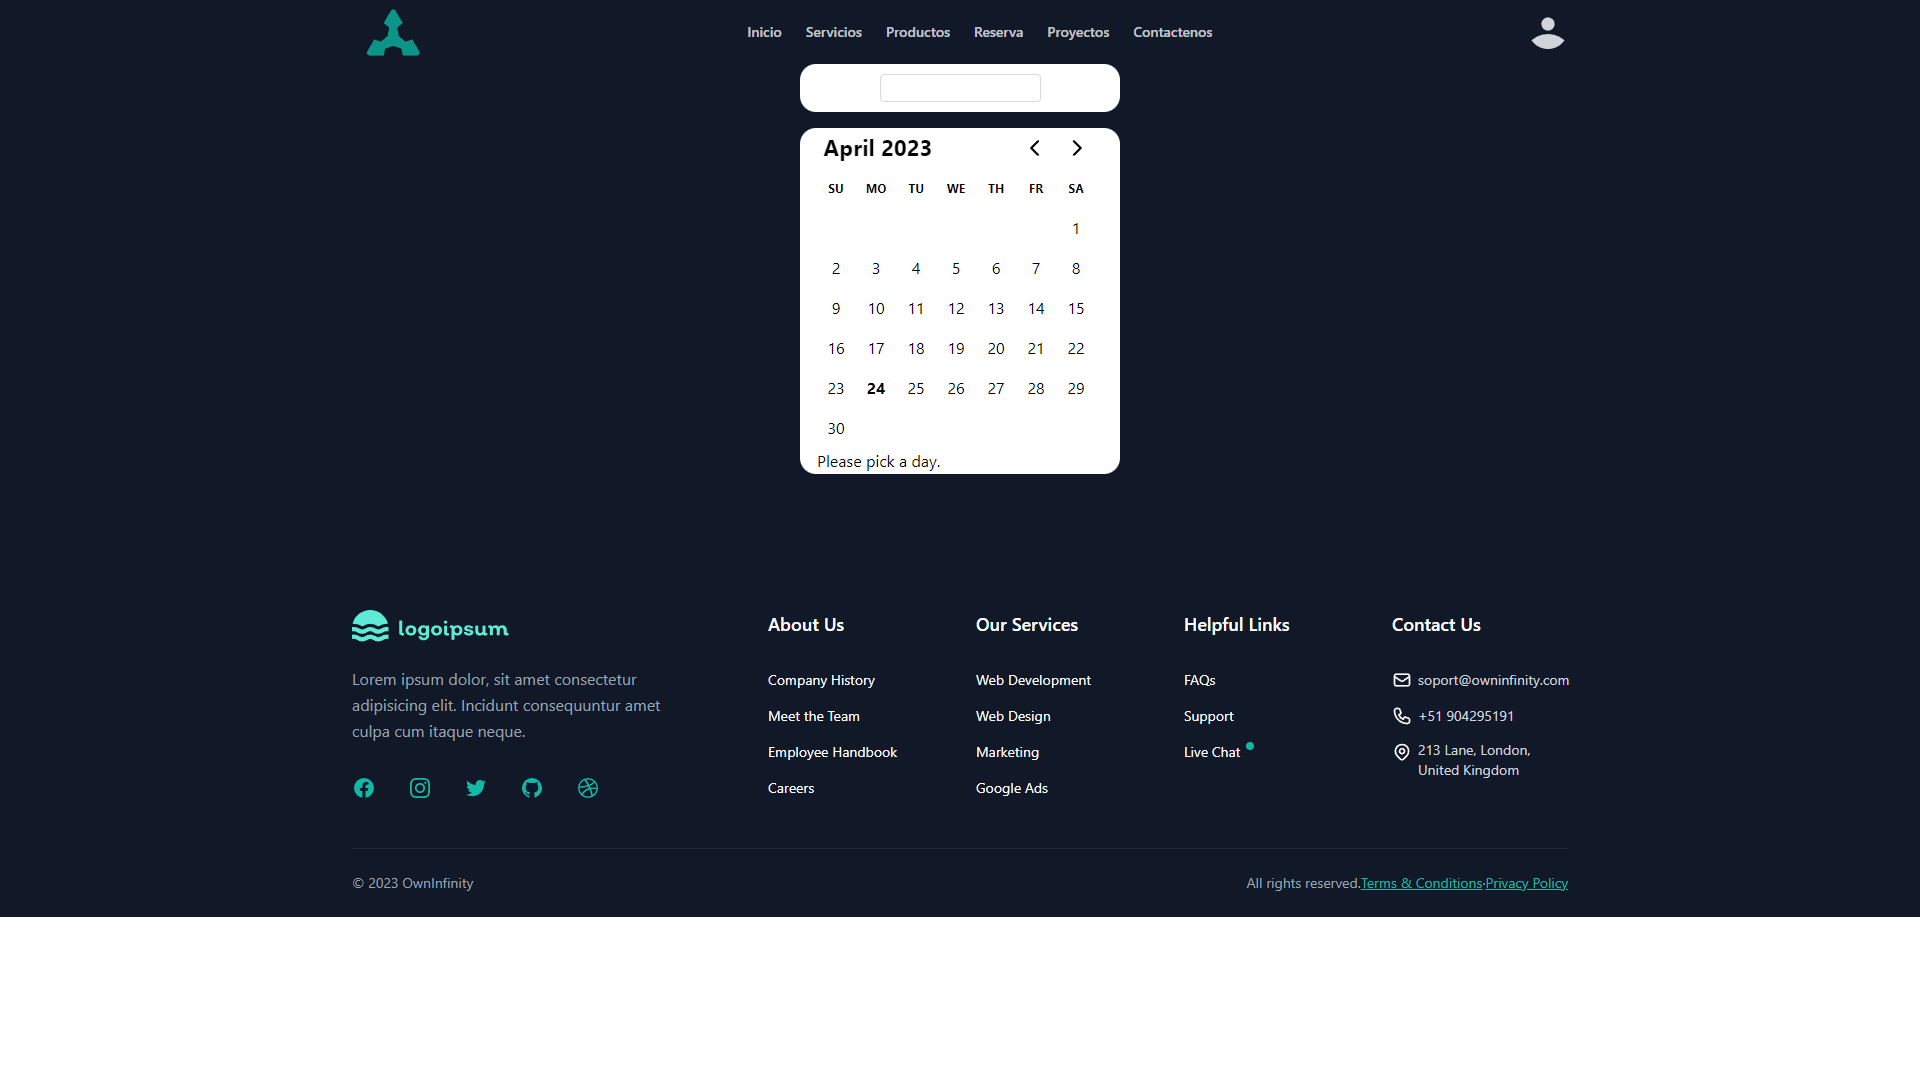 Inicio Servicios Productos Reserva Proyectos Contactenos
April 2023
SU MO TU WE TH FR SA
1
2 3 4 5 6 7 8
9 10 11 12 13 14 15
16 17 18 19 20 21 22
23 24 25 26 27 28 29
30
Please pick a day.
logoipsum
Lorem ipsum dolor, sit amet consectetur
adipisicing elit. Incidunt consequuntur amet
culpa cum itaque neque.
About Us
Company History
Meet the Team
Employee Handbook
Careers
Our Services
Web Development
Web Design
Marketing
Google Ads
Helpful Links
FAQs
Support
Live Chat
Contact Us
soport@owninfinity.com
+51 904295191
213 Lane, London,
United Kingdom
© 2023 OwnInfinity
All rights reserved.Terms & Conditions·Privacy Policy